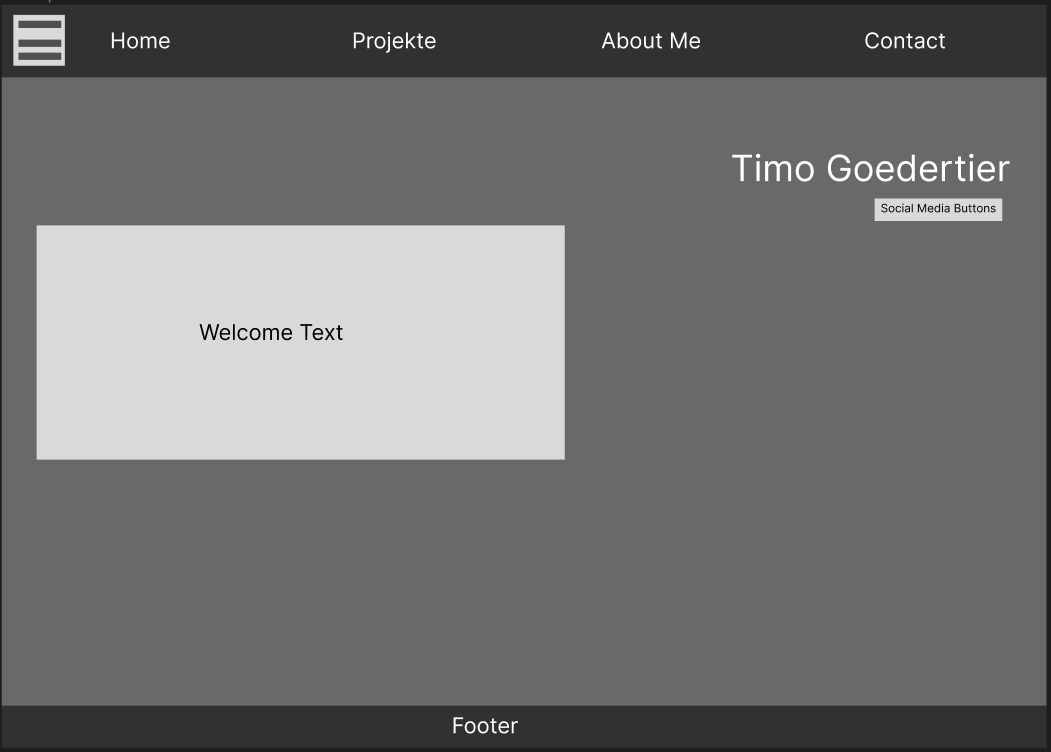 Home Projekte About Me Contact
Timo Goedertier
Social Media Buttons
Welcome Text
Footer